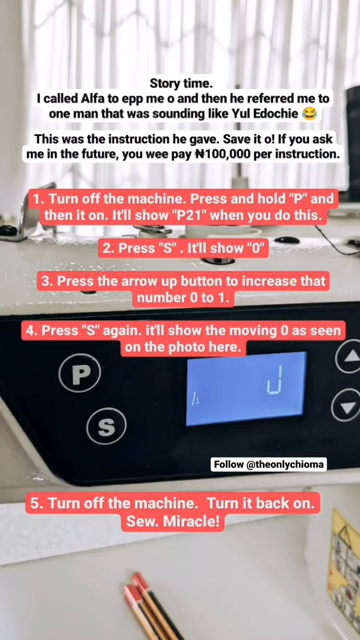 Story time.
I called Alfa to epp me o and then he referred me to
one man that was sounding like Yul Edochie 😂
This was the instruction he gave. Save it o! If you ask
me in the future, you wee pay ₦100,000 per instruction.
1. Turn off the machine. Press and hold "P" and
then it on. It'll show "P21" when you do this.
2. Press "S" . It'll show "0"
3. Press the arrow up button to increase that
number 0 to 1.
4. Press "S" again. it'll show the moving 0 as seen
on the photo here.
P
S
Follow @theonlychioma
5. Turn off the machine. Turn it back on.
Sew. Miracle!